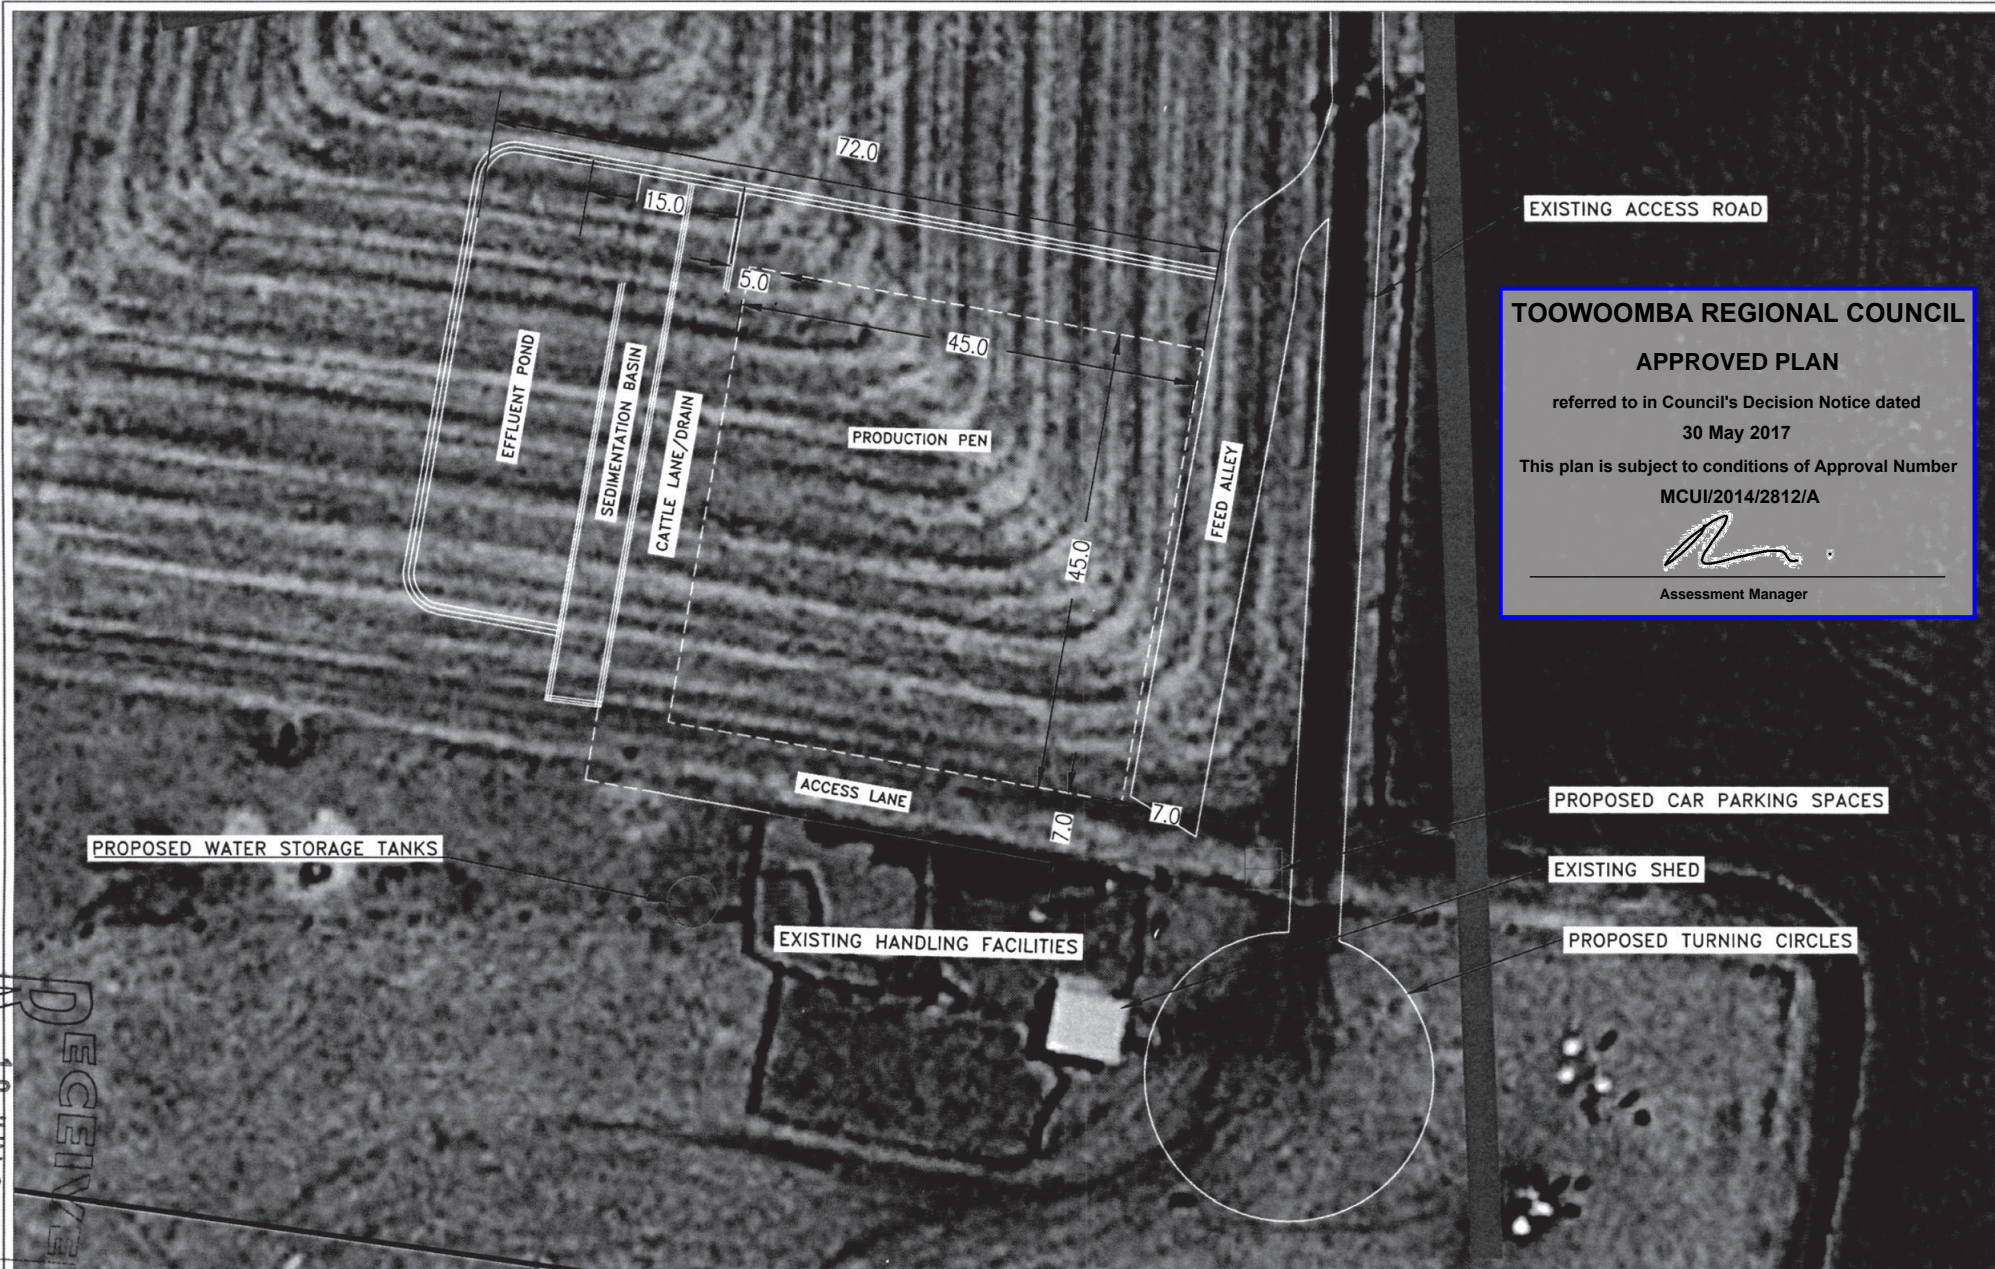 72.0
15.0
5.0
45.0
EXISTING ACCESS ROAD
TOOWOOMBA REGIONAL COUNCIL
APPROVED PLAN
referred to in Council's Decision Notice dated
30 May 2017
This plan is subject to conditions of Approval Number
MCUI/2014/2812/A
Assessment Manager
EFFLUENT POND
SEDIMENTATION BASIN
CATTLE LANE/DRAIN
PRODUCTION PEN
FEED ALLEY
45.0
ACCESS LANE
7.0
7.0
PROPOSED CAR PARKING SPACES
PROPOSED WATER STORAGE TANKS
EXISTING SHED
EXISTING HANDLING FACILITIES
PROPOSED TURNING CIRCLES